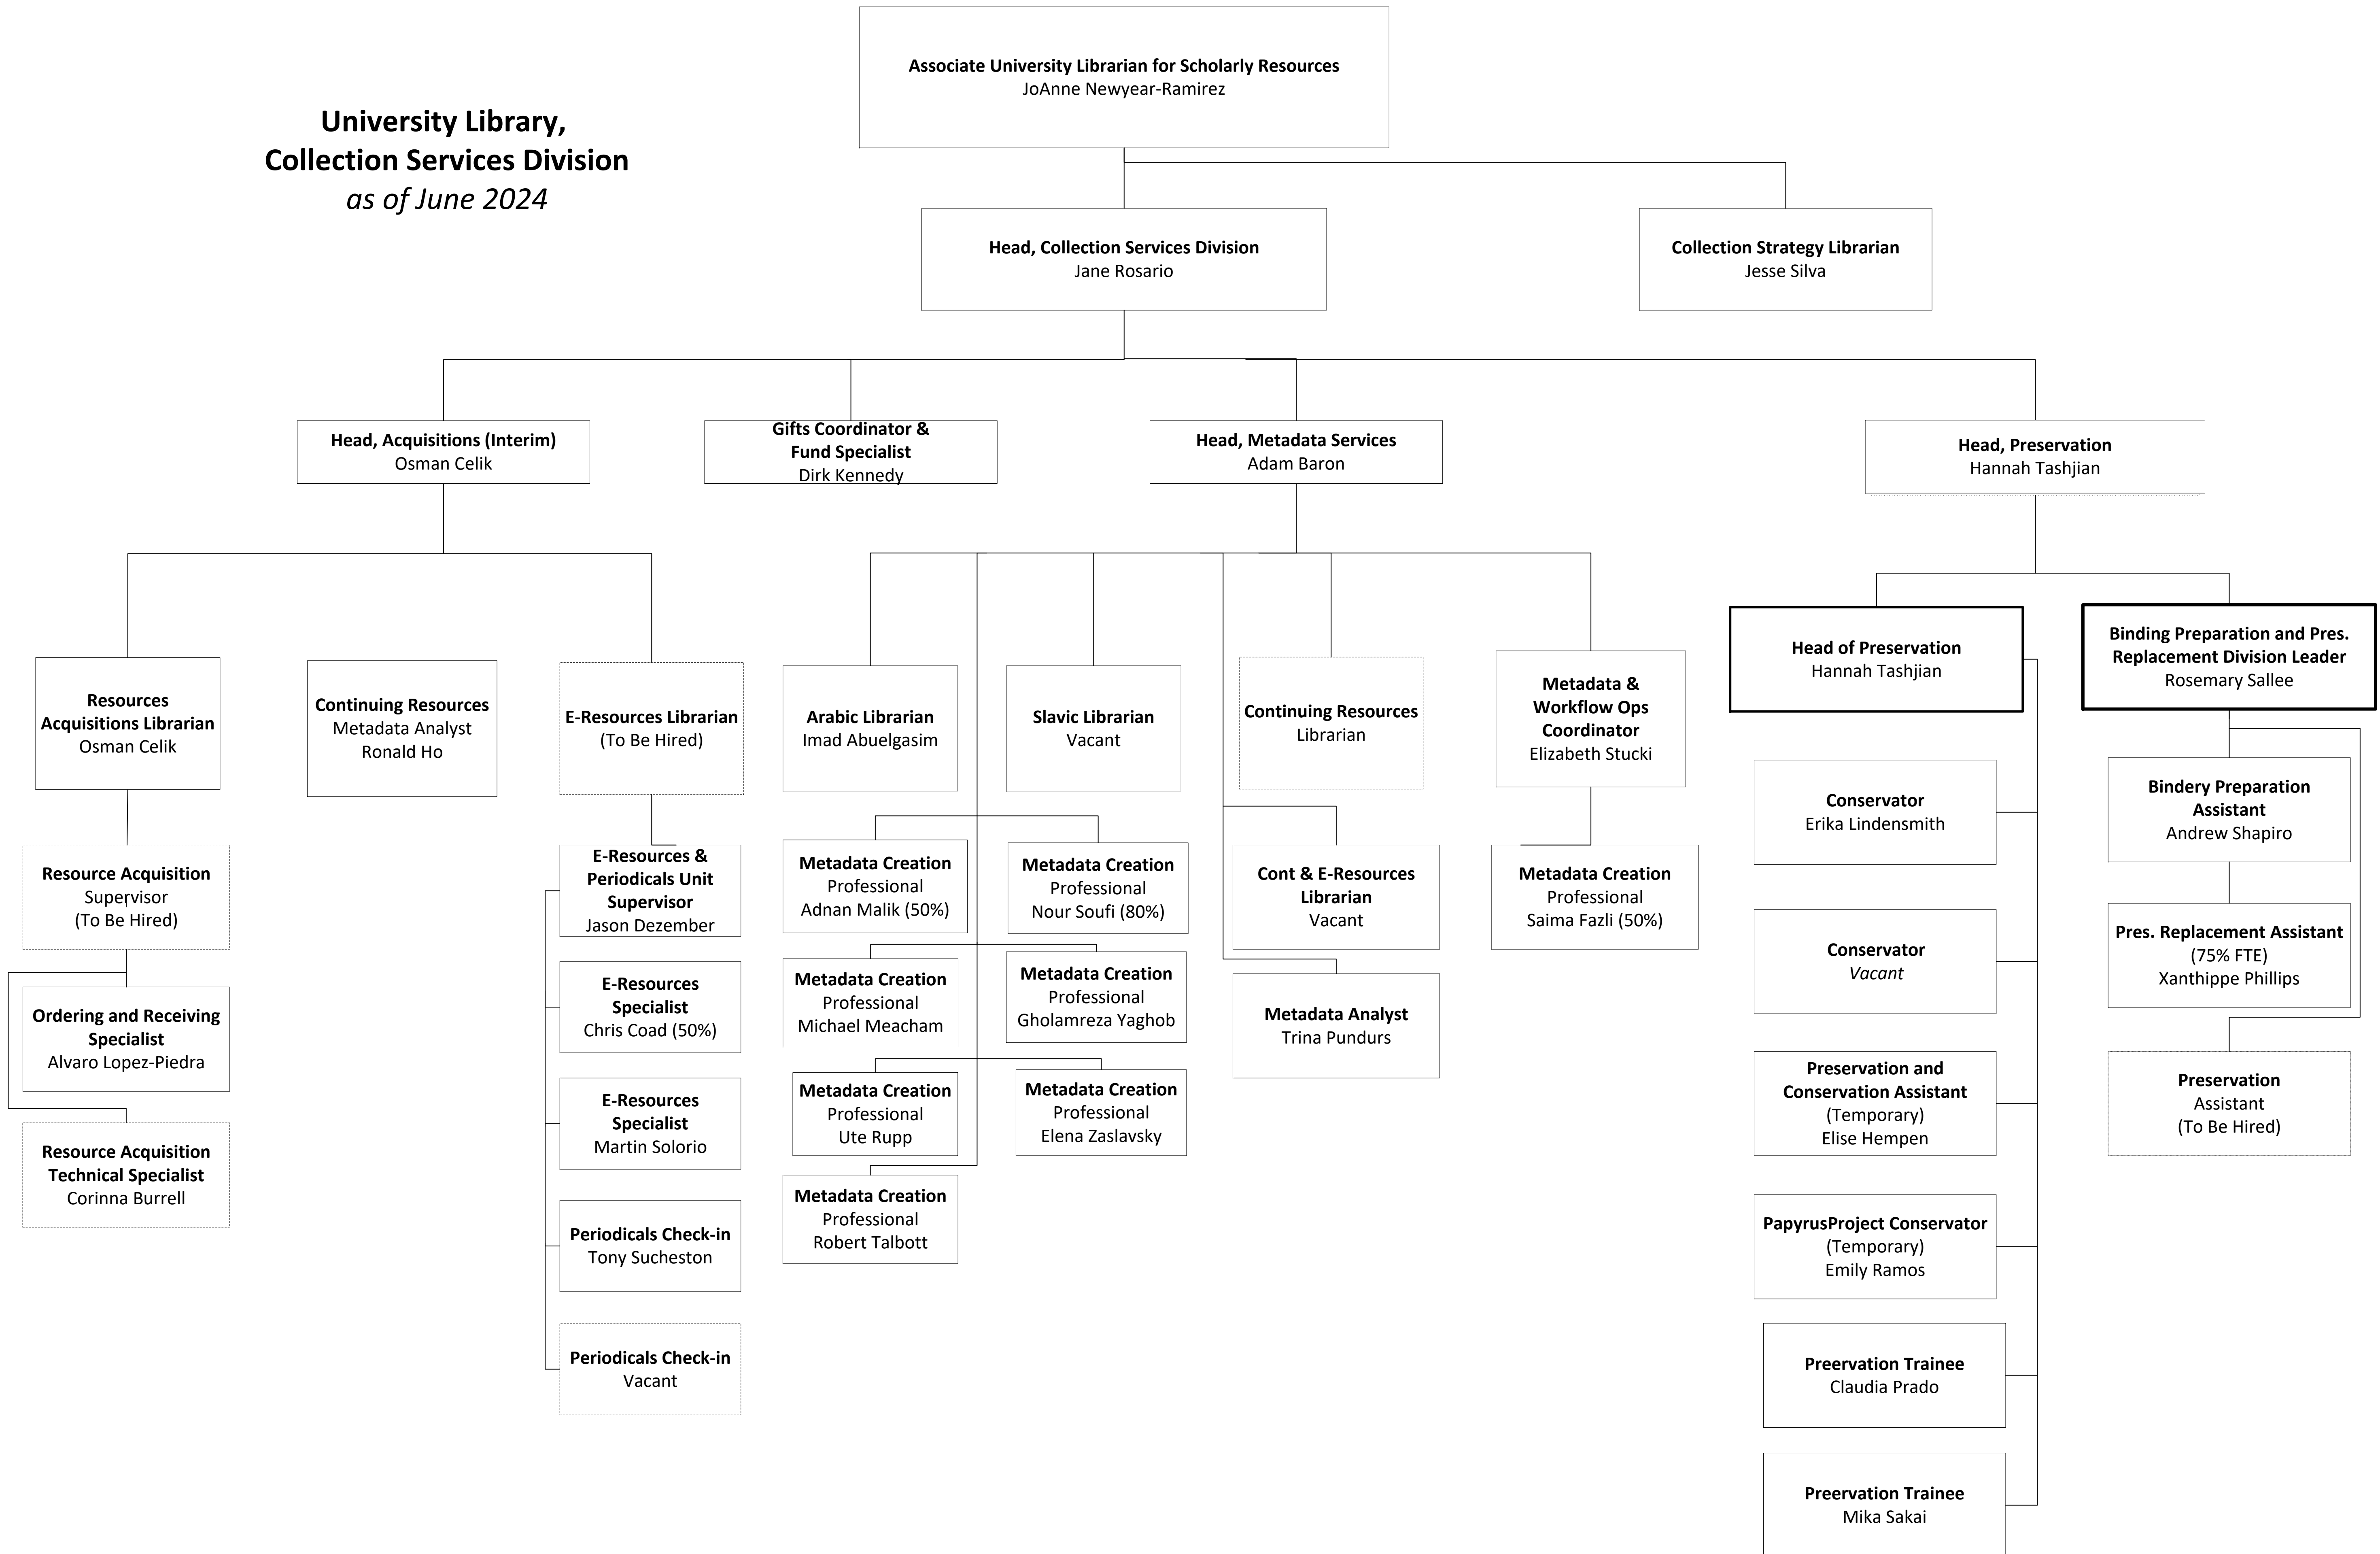 University Library,
Collection Services Division
as of June 2024
Associate University Librarian for Scholarly Resources
JoAnne Newyear-Ramirez
Head, Collection Services Division
Jane Rosario
Collection Strategy Librarian
Jesse Silva
Head, Acquisitions (Interim)
Osman Celik
Gifts Coordinator &
Fund Specialist
Dirk Kennedy
Head, Metadata Services
Adam Baron
Head, Preservation
Hannah Tashjian
Resources
Acquisitions Librarian
Osman Celik
Continuing Resources
Metadata Analyst
Ronald Ho
E-Resources Librarian
(To Be Hired)
Arabic Librarian
Imad Abuelgasim
Slavic Librarian
Vacant
Continuing Resources
Librarian
Metadata &
Workflow Ops
Coordinator
Elizabeth Stucki
Head of Preservation
Hannah Tashjian
Binding Preparation and Pres.
Replacement Division Leader
Rosemary Sallee
Resource Acquisition
Supervisor
(To Be Hired)
Ordering and Receiving
Specialist
Alvaro Lopez-Piedra
Resource Acquisition
Technical Specialist
Corinna Burrell
E-Resources &
Periodicals Unit
Supervisor
Jason Dezember
E-Resources
Specialist
Chris Coad (50%)
E-Resources
Specialist
Martin Solorio
Periodicals Check-in
Tony Sucheston
Periodicals Check-in
Vacant
Metadata Creation
Professional
Adnan Malik (50%)
Metadata Creation
Professional
Nour Soufi (80%)
Metadata Creation
Professional
Michael Meacham
Metadata Creation
Professional
Gholamreza Yaghob
Metadata Creation
Professional
Ute Rupp
Metadata Creation
Professional
Elena Zaslavsky
Metadata Creation
Professional
Robert Talbott
Cont & E-Resources
Librarian
Vacant
Metadata Analyst
Trina Pundurs
Metadata Creation
Professional
Saima Fazli (50%)
Conservator
Erika Lindensmith
Conservator
Vacant
Preservation and
Conservation Assistant
(Temporary)
Elise Hempen
PapyrusProject Conservator
(Temporary)
Emily Ramos
Preervation Trainee
Claudia Prado
Preervation Trainee
Mika Sakai
Bindery Preparation
Assistant
Andrew Shapiro
Pres. Replacement Assistant
(75% FTE)
Xanthippe Phillips
Preservation
Assistant
(To Be Hired)